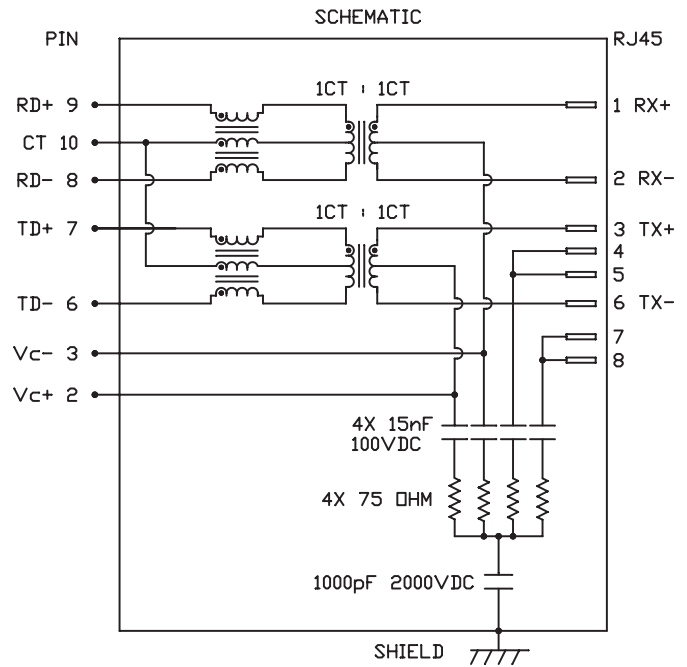 SCHEMATIC
PIN
RJ45
1CT : 1CT
RD+ 9
1 RX+
CT 10
RD- 8
2 RX-
1CT : 1CT
TD+ 7
3 TX+
4
5
TD- 6
6 TX-
7
Vc- 3
8
Vc+ 2
4X 15nF
100VDC
4X 75 OHM
1000pF 2000VDC
SHIELD